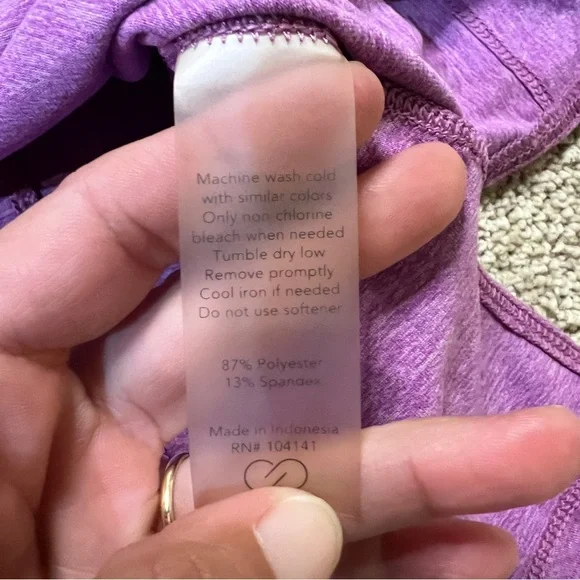 Machine wash cold
with similar colors
Only non chlorine
bleach when needed
Tumble dry low
Remove promptly
Cool iron if needed
Do not use softener
87% Polyester
13% Spandex
Made in Indonesia
RN# 104141